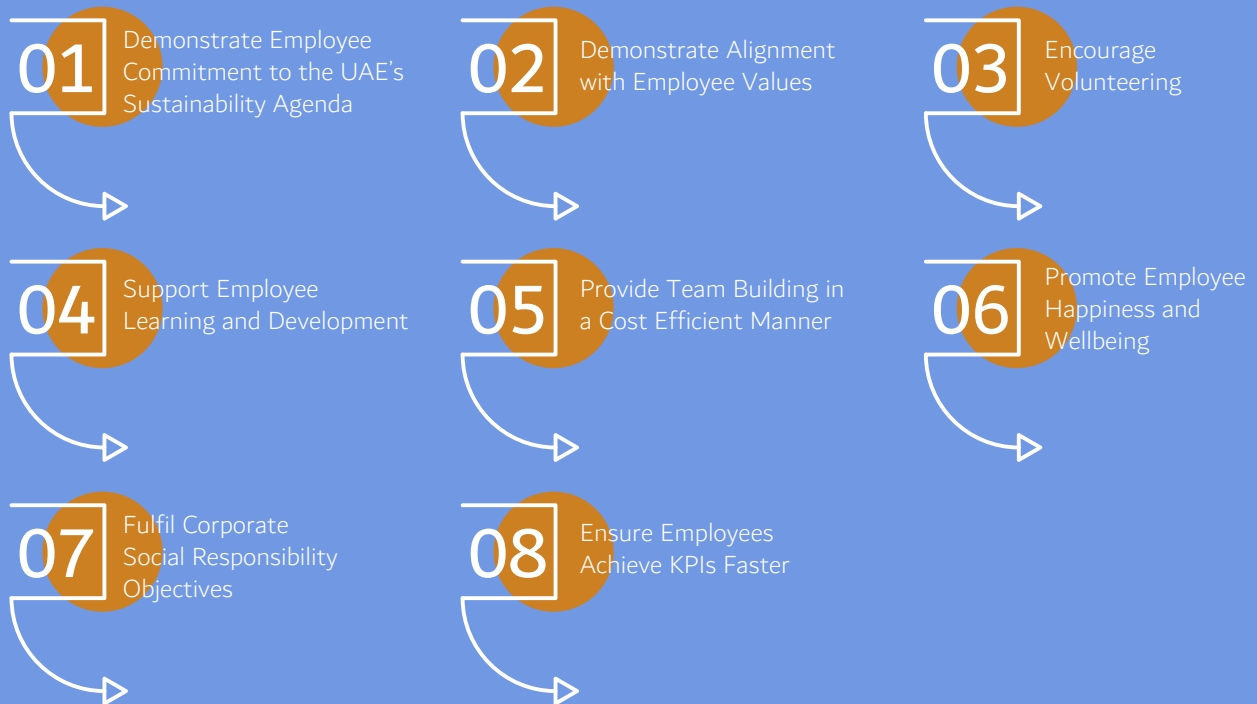 01
Demonstrate Employee
Commitment to the UAE's
Sustainability Agenda
02
Demonstrate Alignment
with Employee Values
03
Encourage
Volunteering
04
Support Employee
Learning and Development
05
Provide Team Building in
a Cost Efficient Manner
06
Promote Employee
Happiness and
Wellbeing
07
Fulfil Corporate
Social Responsibility
Objectives
08
Ensure Employees
Achieve KPIs Faster